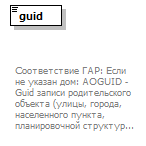 guid
Соответствие ГАР: Если
не указан дом: AOGUID -
Guid записи родительского
объекта (улицы, города,
населенного пункта,
планировочной структур...